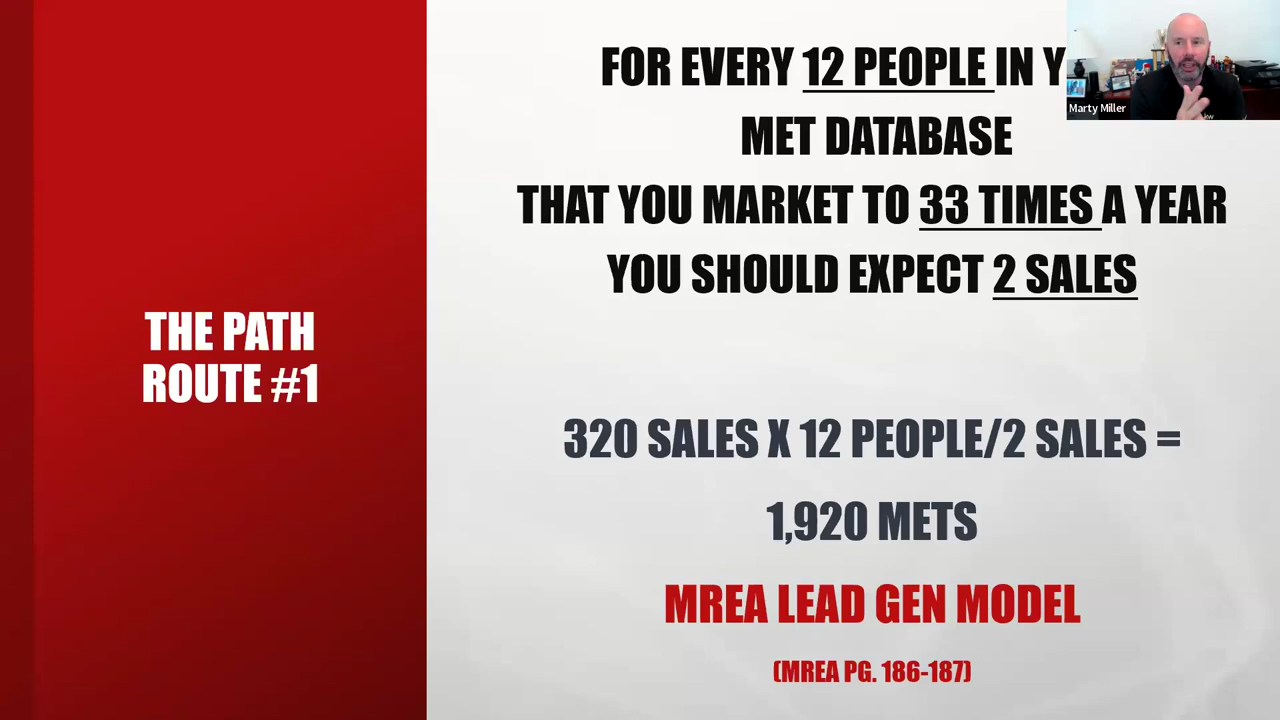 FOR EVERY 12 PEOPLE IN Y
Marty Miller
kw
MET DATABASE
THAT YOU MARKET TO 33 TIMES A YEAR
YOU SHOULD EXPECT 2 SALES
THE PATH
ROUTE #1
320 SALES X 12 PEOPLE/2 SALES =
1,920 METS
MREA LEAD GEN MODEL
(MREA PG. 186-187)